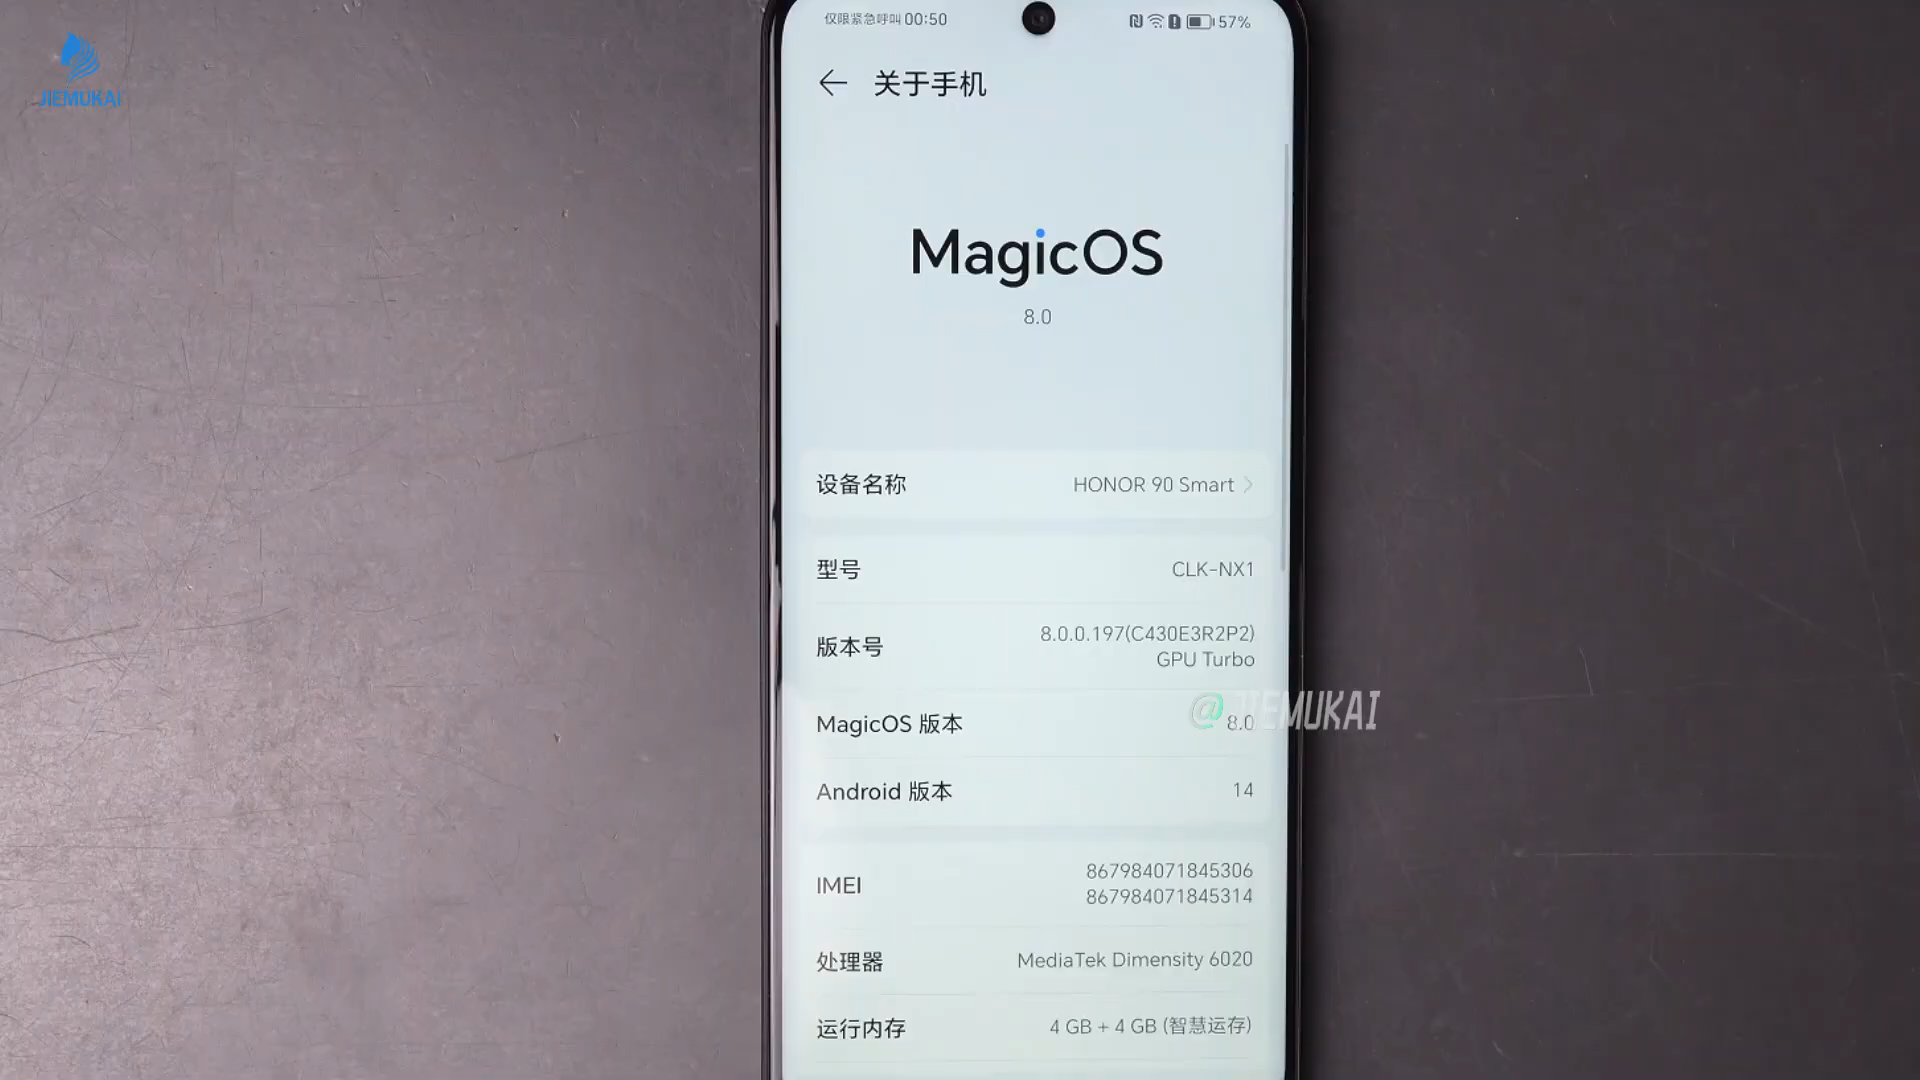 JIEMUKAI
仅限紧急呼叫 00:50
57%
关于手机
MagicOS
8.0
设备名称 HONOR 90 Smart
型号 CLK-NX1
版本号 8.0.0.197(C430E3R2P2)
GPU Turbo
@JIEMUKAI
MagicOS 版本 8.0
Android 版本 14
IMEI 867984071845306
867984071845314
处理器 MediaTek Dimensity 6020
运行内存 4 GB + 4 GB (智慧运存)